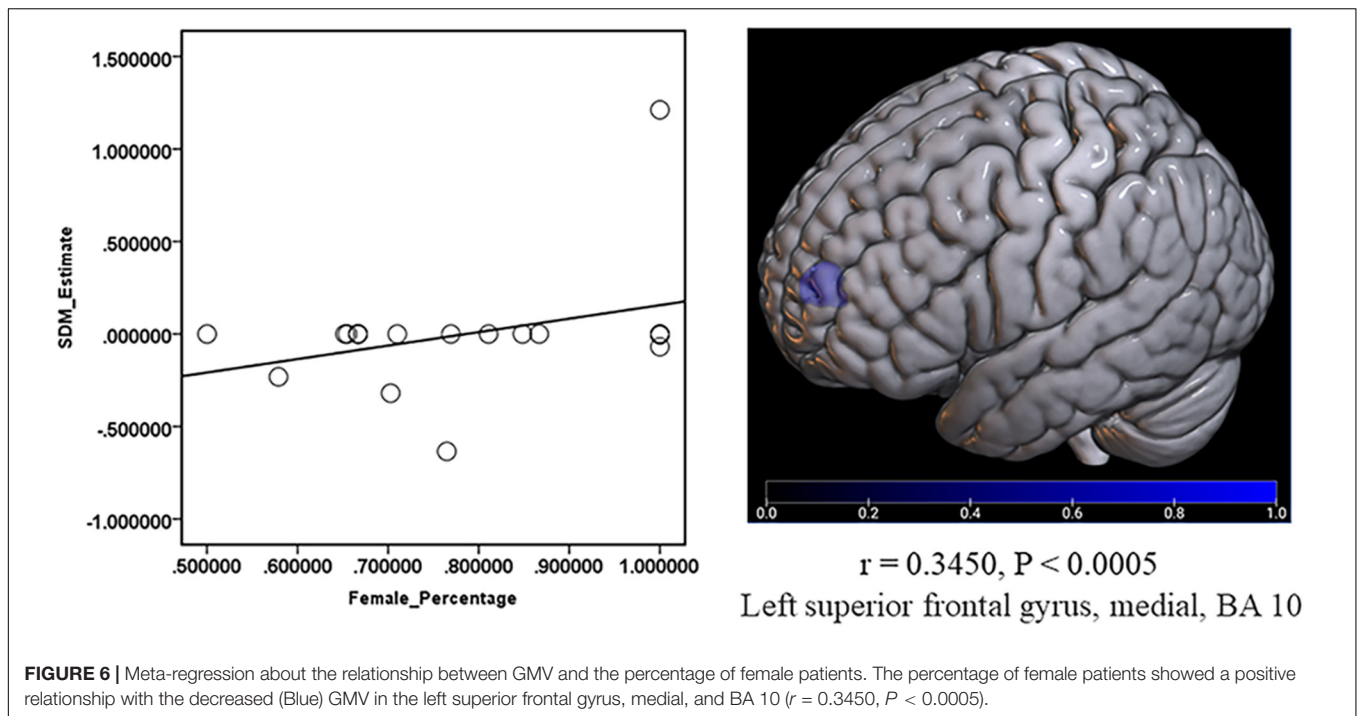 1.500000
1.000000
.500000
.000000
-.500000
-1.000000
SDM_Estimate
.500000 .600000 .700000 .800000 .900000 1.000000
Female_Percentage
0.0 0.2 0.4 0.6 0.8 1.0
r = 0.3450, P < 0.0005
Left superior frontal gyrus, medial, BA 10
FIGURE 6 | Meta-regression about the relationship between GMV and the percentage of female patients. The percentage of female patients showed a positive
relationship with the decreased (Blue) GMV in the left superior frontal gyrus, medial, and BA 10 (r = 0.3450, P < 0.0005).